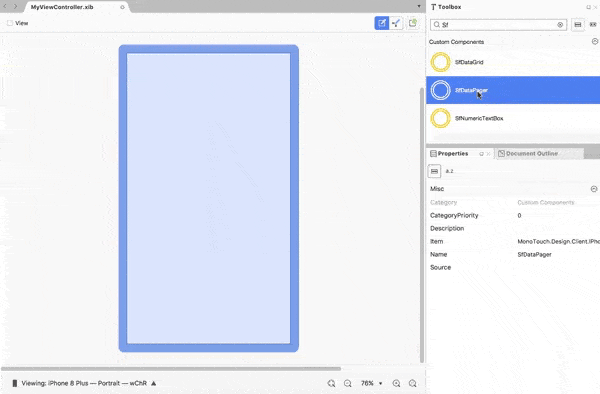 MyViewController.xib
View
Viewing: iPhone 8 Plus — Portrait — wChR
76%
Toolbox
Sf
Custom Components
SfDataGrid
SfDataPager
SfNumericTextBox
Properties
Document Outline
Misc
Category Custom Components
CategoryPriority 0
Description
Item MonoTouch.Design.Client.IPho
Name SfDataPager
Source